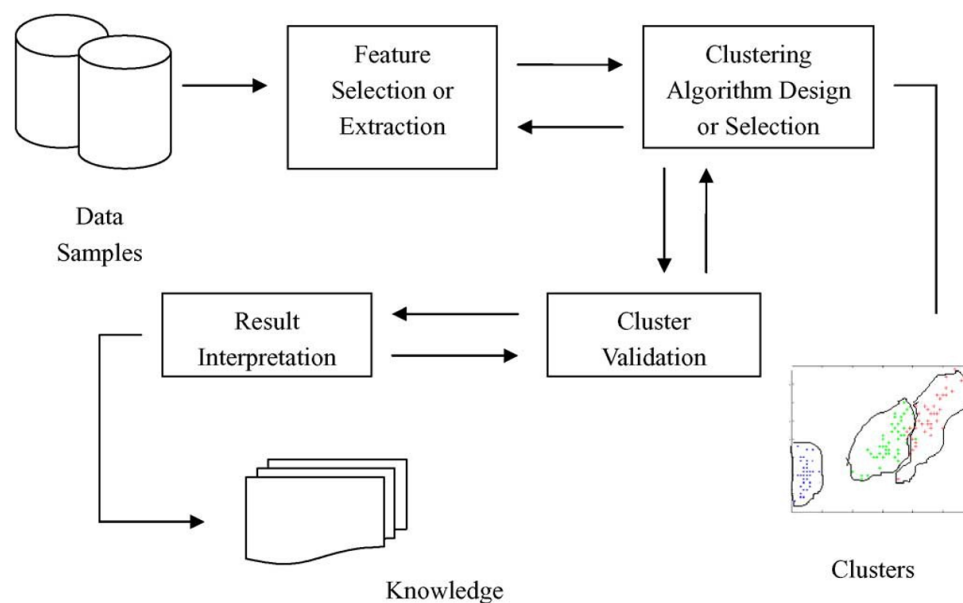 Feature
Selection or
Extraction
Clustering
Algorithm Design
or Selection
Data
Samples
Result
Interpretation
Cluster
Validation
Clusters
Knowledge